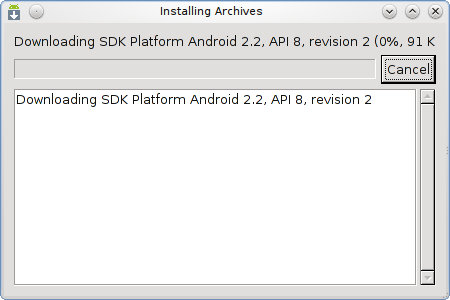 Installing Archives
Downloading SDK Platform Android 2.2, API 8, revision 2 (0%, 91 K
Cancel
Downloading SDK Platform Android 2.2, API 8, revision 2